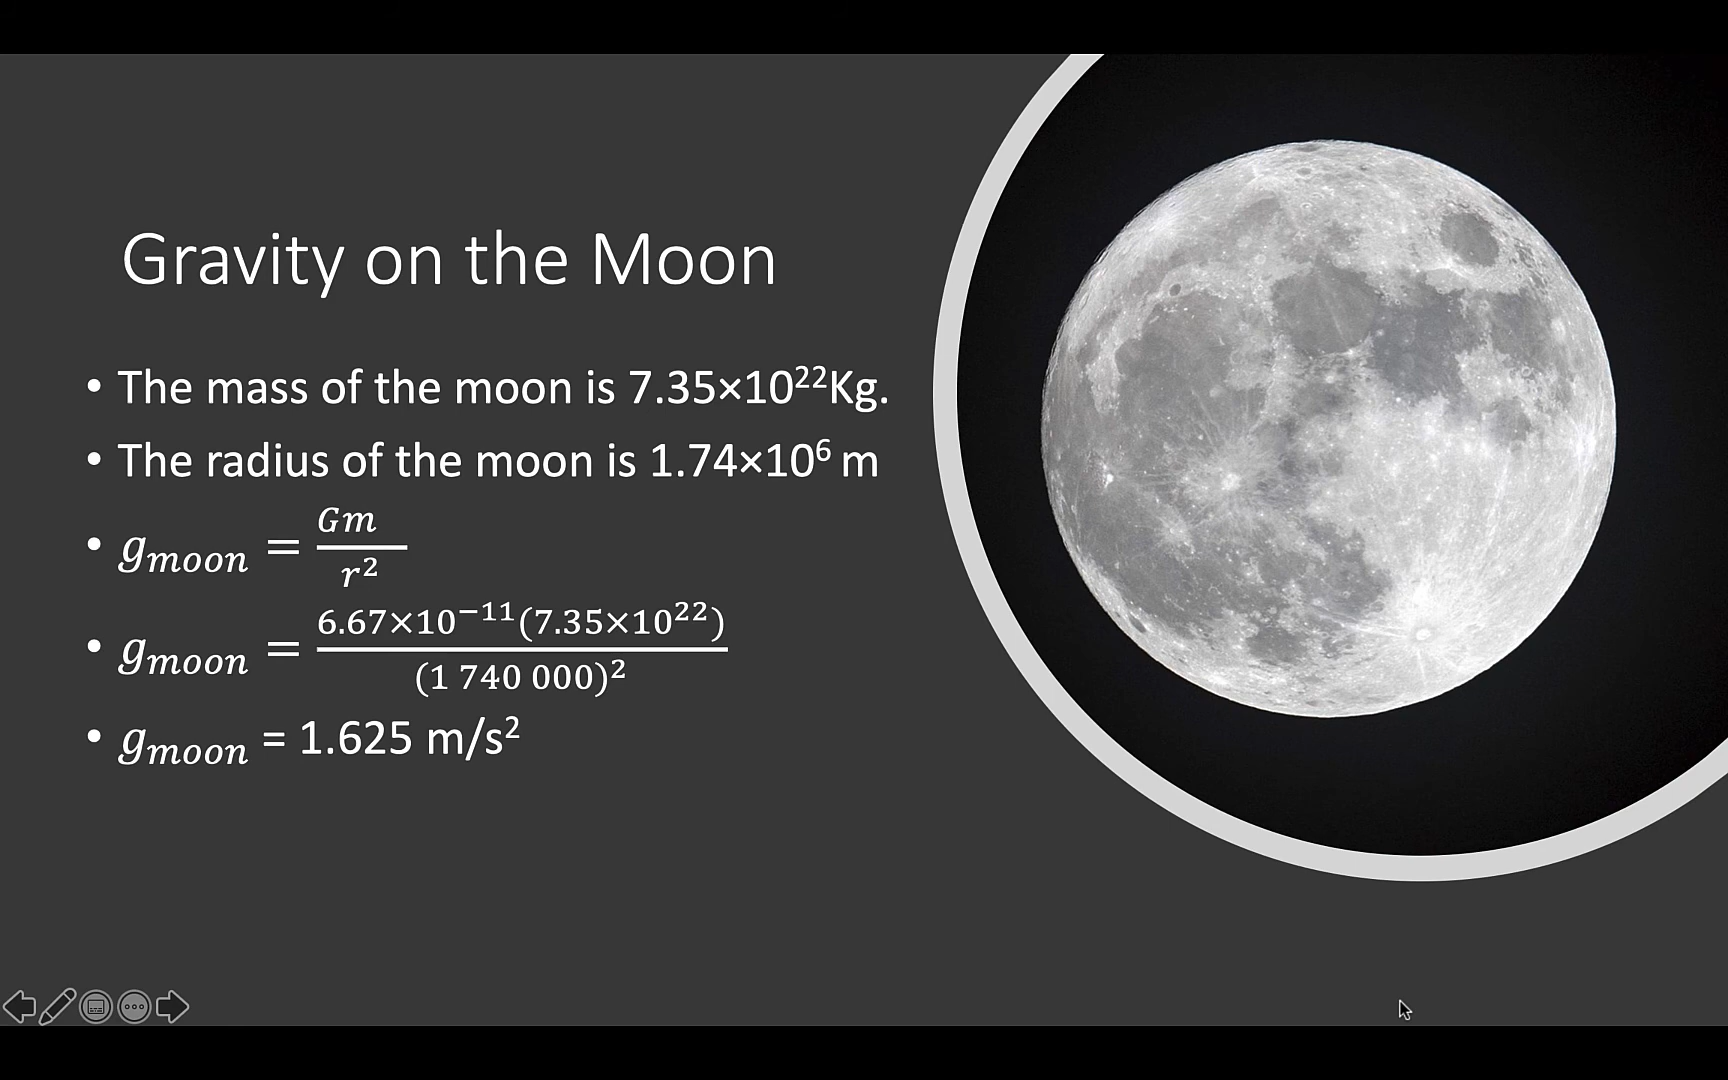 Gravity on the Moon
• The mass of the moon is 7.35×10²²Kg.
• The radius of the moon is 1.74×10⁶ m
• g_moon = Gm / r²
• g_moon = 6.67×10⁻¹¹(7.35×10²²) / (1 740 000)²
• g_moon = 1.625 m/s²